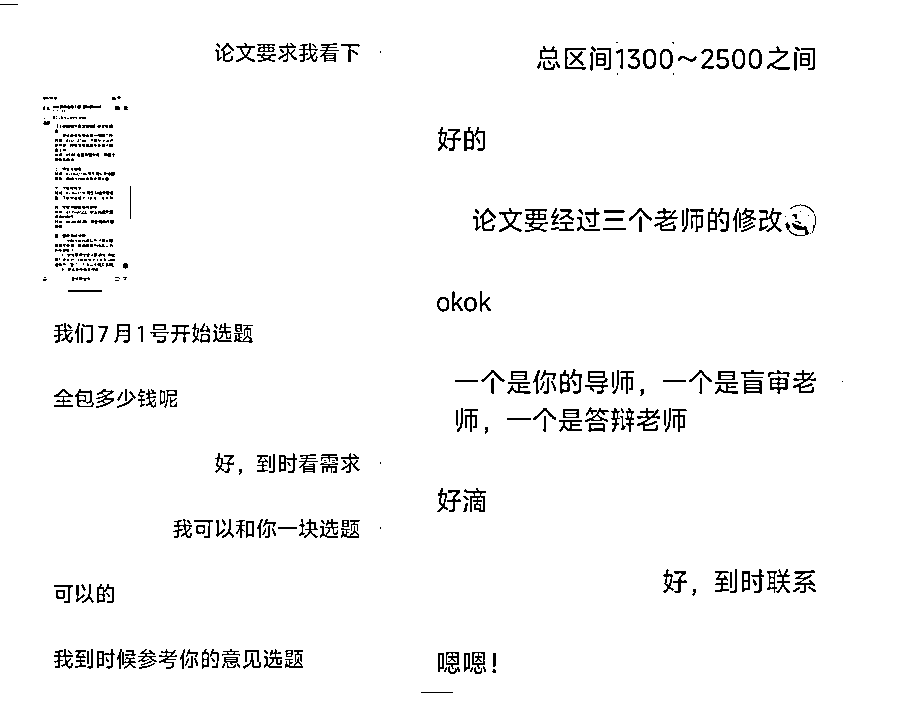 论文要求我看下
我们7月1号开始选题
全包多少钱呢
好，到时看需求
我可以和你一块选题
可以的
我到时候参考你的意见选题
总区间1300～2500之间
好的
论文要经过三个老师的修改
okok
一个是你的导师，一个是盲审老
师，一个是答辩老师
好滴
好，到时联系
嗯嗯！